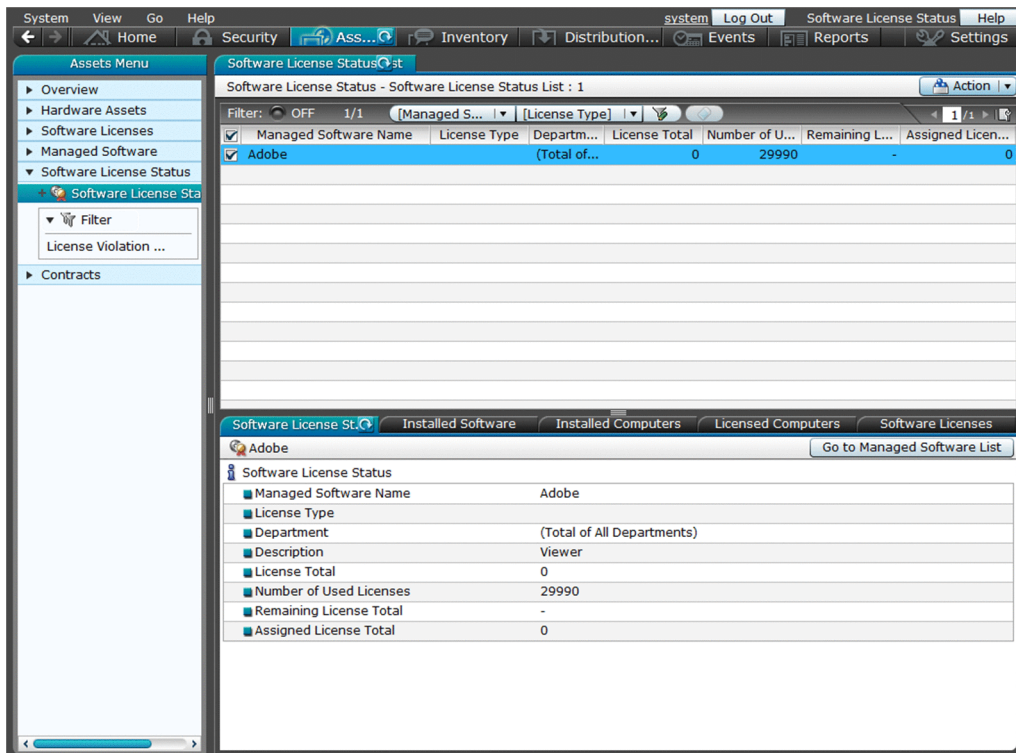 System View Go Help system Log Out Software License Status Help
Home Security Ass... Inventory Distribution... Events Reports Settings
Assets Menu
Overview
Hardware Assets
Software Licenses
Managed Software
Software License Status
Software License Sta
Filter
License Violation ...
Contracts
Software License Status st
Software License Status - Software License Status List : 1 Action
Filter: OFF 1/1 [Managed S... [License Type] 1 /1
Managed Software Name License Type Departm... License Total Number of U... Remaining L... Assigned Licen...
Adobe (Total of... 0 29990 - 0
Software License St. Installed Software Installed Computers Licensed Computers Software Licenses
Adobe Go to Managed Software List
Software License Status
Managed Software Name Adobe
License Type
Department (Total of All Departments)
Description Viewer
License Total 0
Number of Used Licenses 29990
Remaining License Total -
Assigned License Total 0